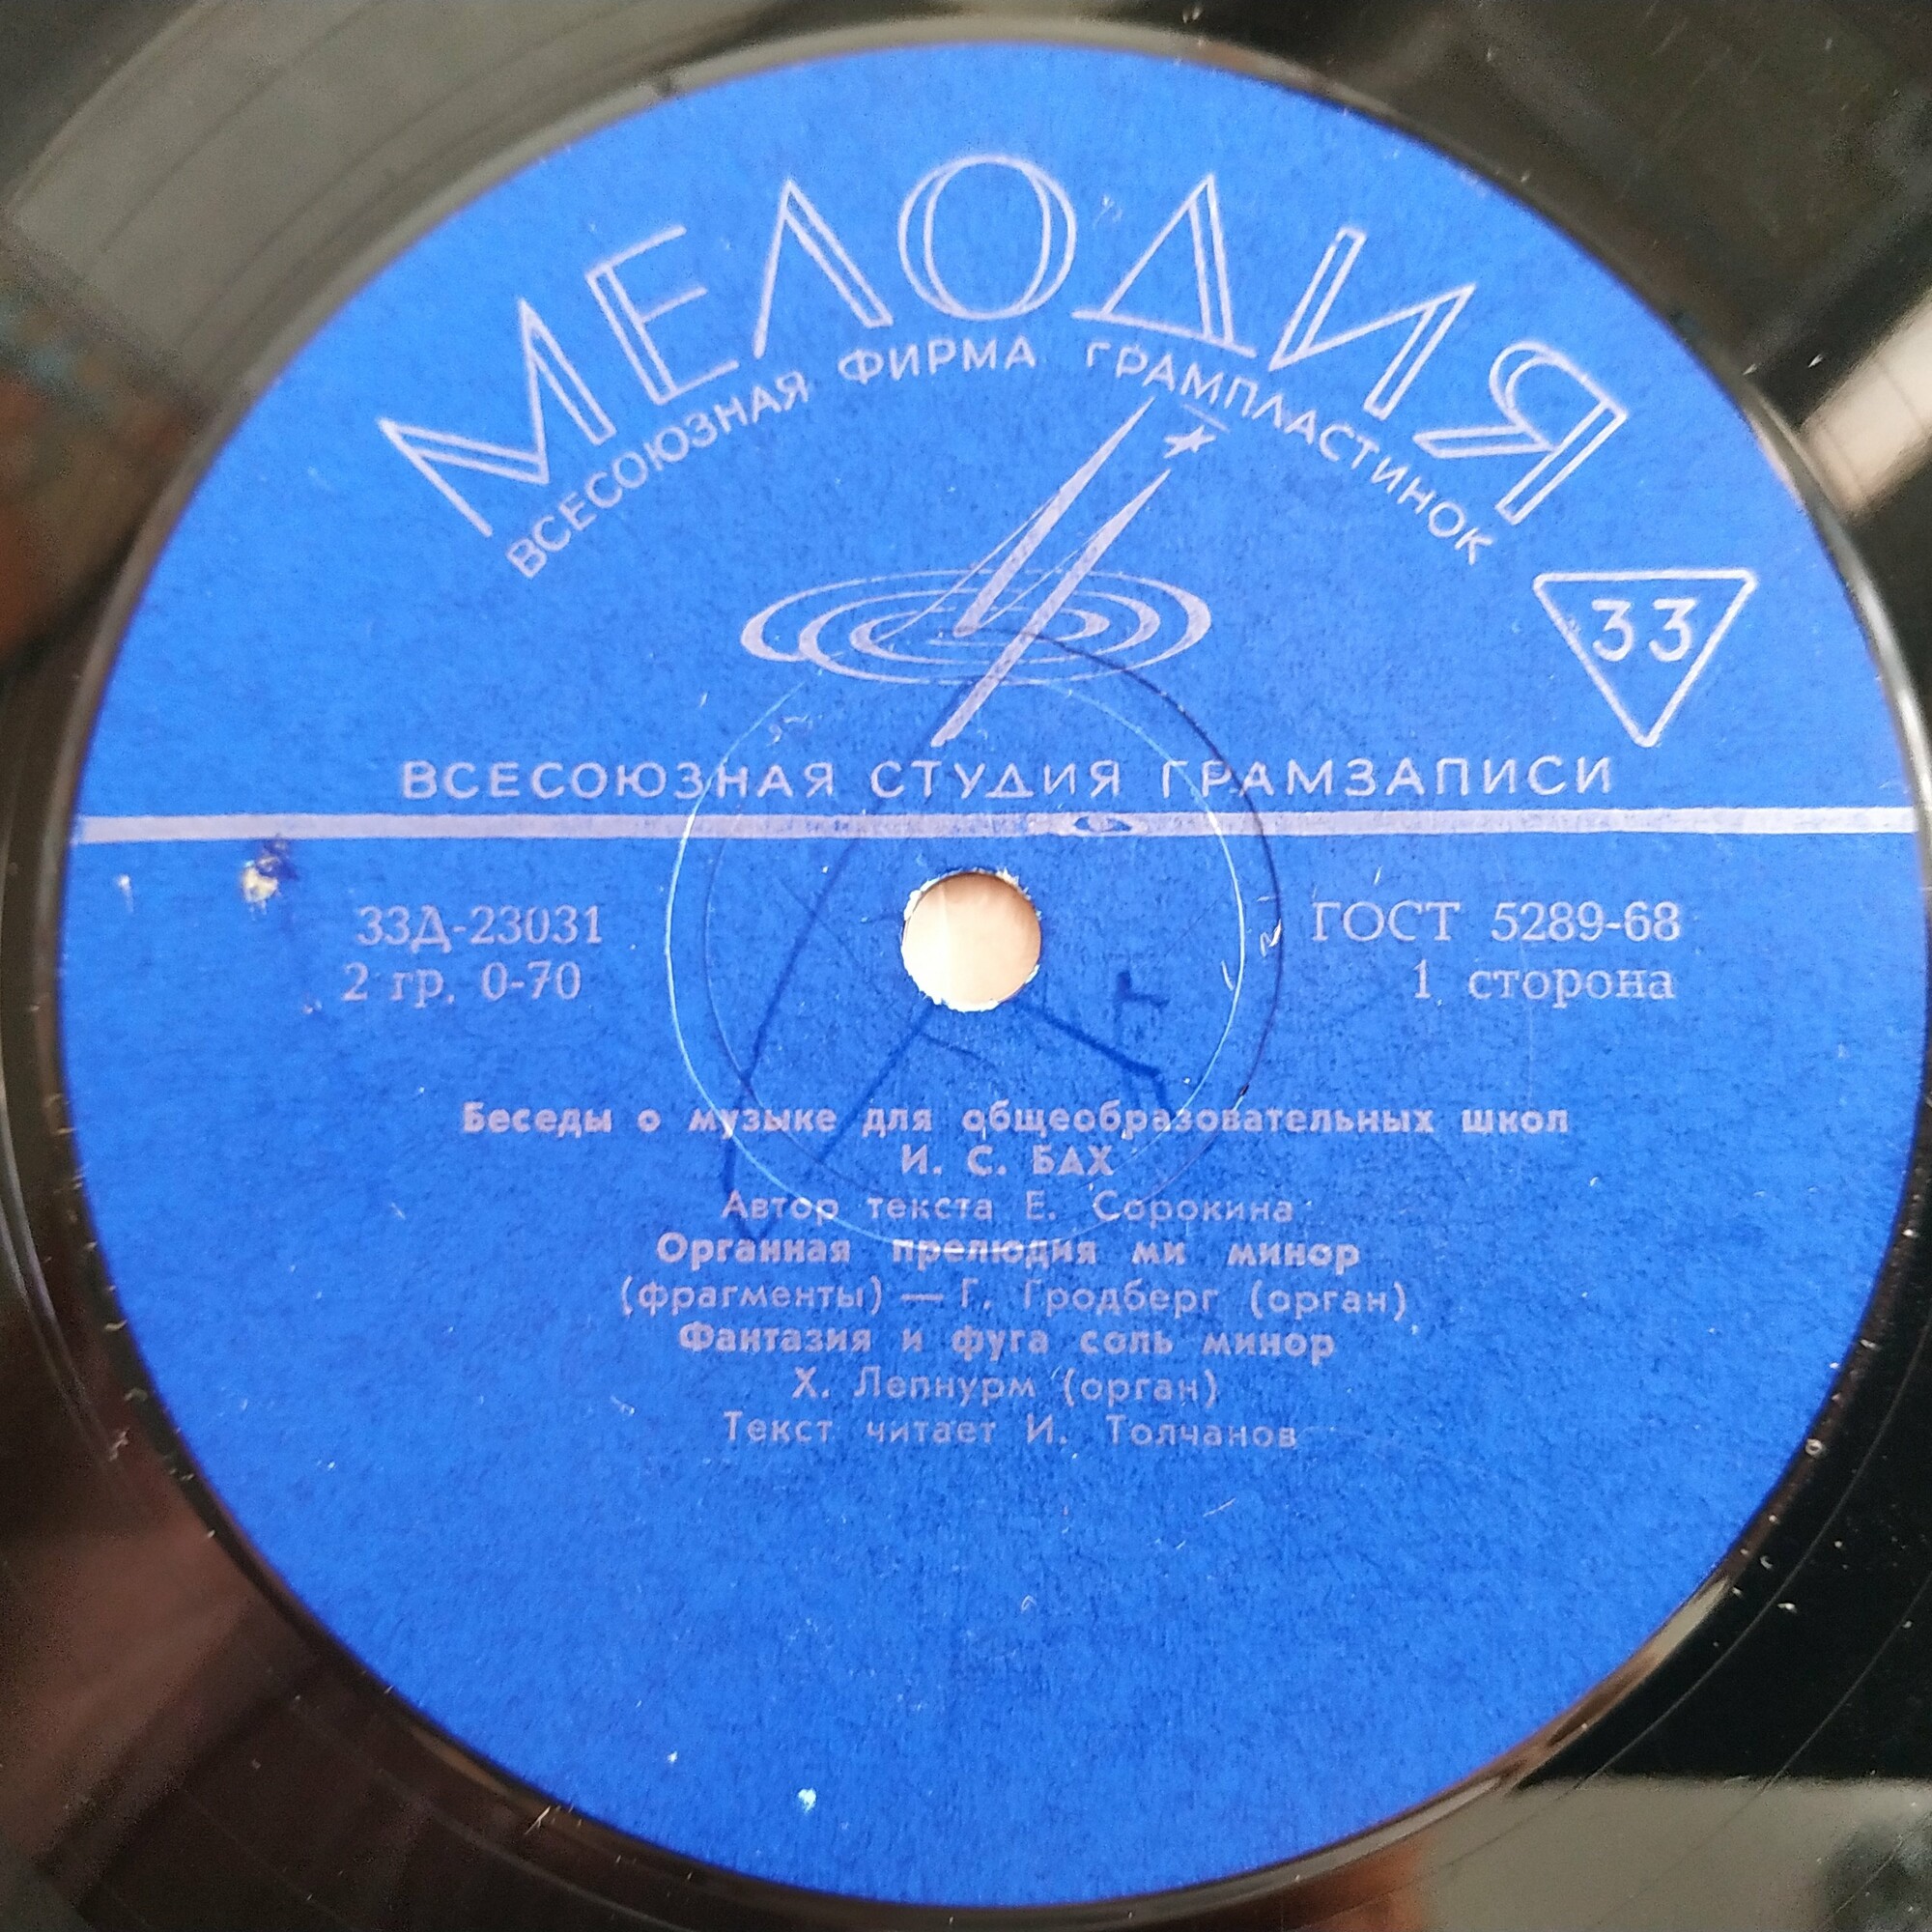 МЕЛОДИЯ
ВСЕСОЮЗНАЯ ФИРМА ГРАМПЛАСТИНОК
33
ВСЕСОЮЗНАЯ СТУДИЯ ГРАМЗАПИСИ
33Д-23031
2 гр. 0-70
ГОСТ 5289-68
1 сторона
Беседы о музыке для общеобразовательных школ
И. С. БАХ
Автор текста Е. Сорокина
Органная прелюдия ми минор
(фрагменты) — Г. Гродберг (орган)
Фантазия и фуга соль минор
Х. Лепнурм (орган)
Текст читает И. Толчанов